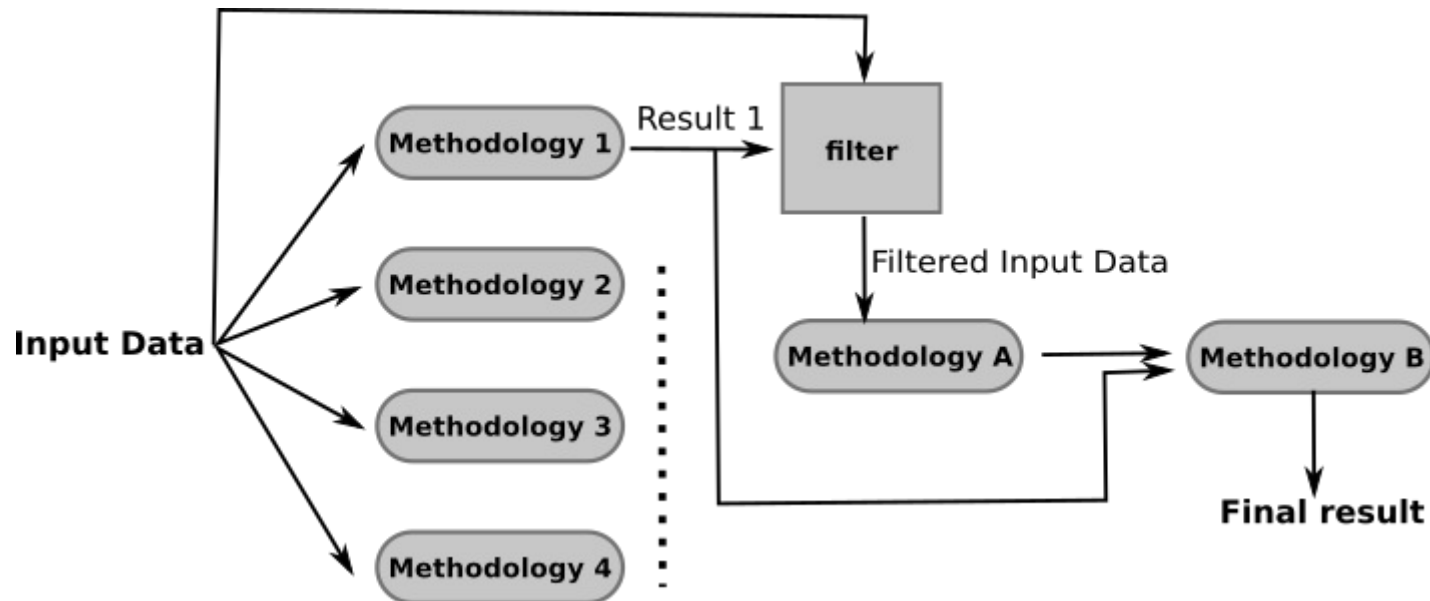 Result 1
Methodology 1
filter
Methodology 2
Filtered Input Data
Input Data
Methodology A
Methodology B
Methodology 3
Final result
Methodology 4